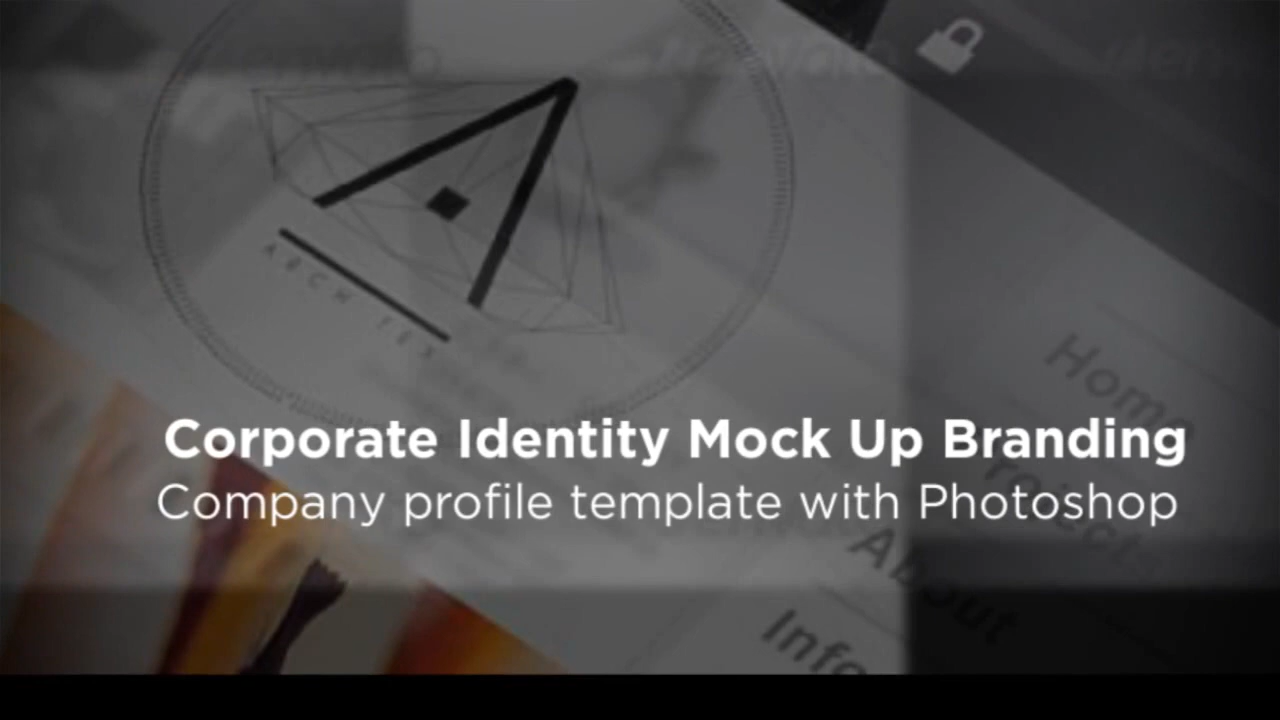 Corporate Identity Mock Up Branding
Company profile template with Photoshop
Home
About
Info